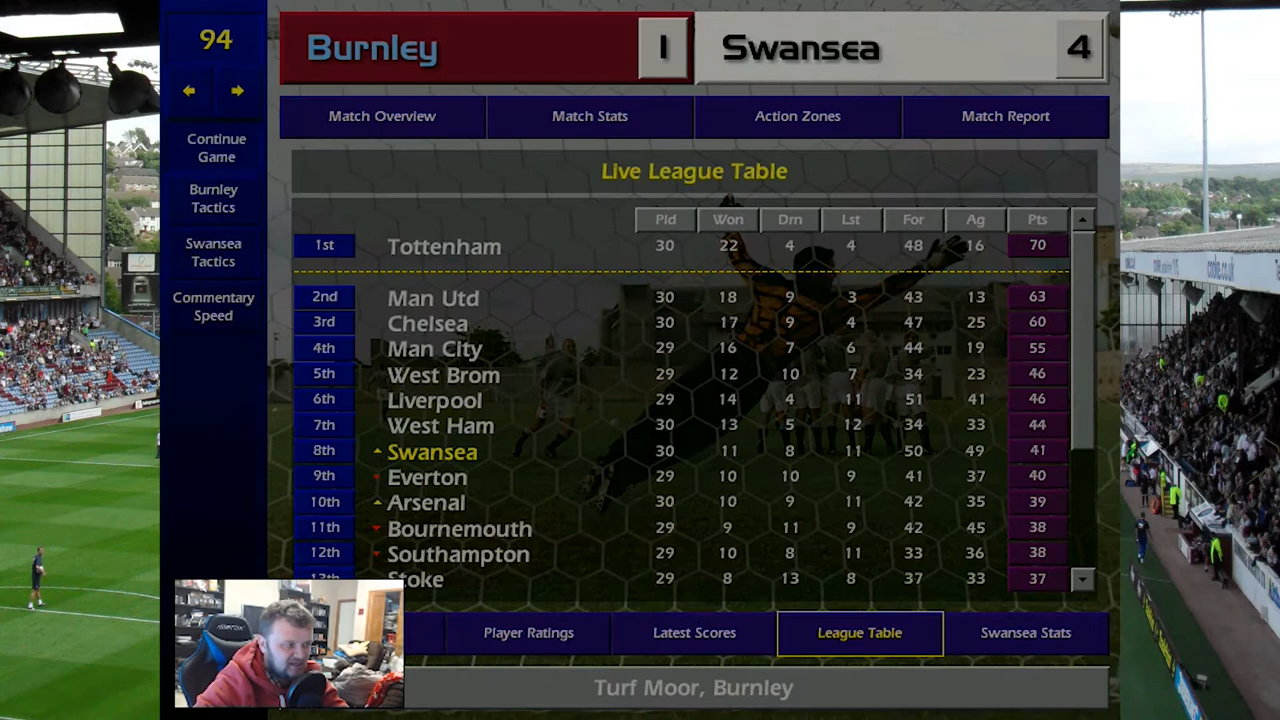 94
Burnley 1 Swansea 4
Continue Game
Burnley Tactics
Swansea Tactics
Commentary Speed
Match Overview Match Stats Action Zones Match Report
Live League Table
Pld Won Drn Lst For Ag Pts
1st Tottenham 30 22 4 4 48 16 70
2nd Man Utd 30 18 9 3 43 13 63
3rd Chelsea 30 17 9 4 47 25 60
4th Man City 29 16 7 6 44 19 55
5th West Brom 29 12 10 7 34 23 46
6th Liverpool 29 14 4 11 51 41 46
7th West Ham 30 13 5 12 34 33 44
8th Swansea 30 11 8 11 50 49 41
9th Everton 29 10 10 9 41 37 40
10th Arsenal 30 10 9 11 42 35 39
11th Bournemouth 29 9 11 9 42 45 38
12th Southampton 29 10 8 11 33 36 38
13th Stoke 29 8 13 8 37 33 37
Player Ratings Latest Scores League Table Swansea Stats
Turf Moor, Burnley